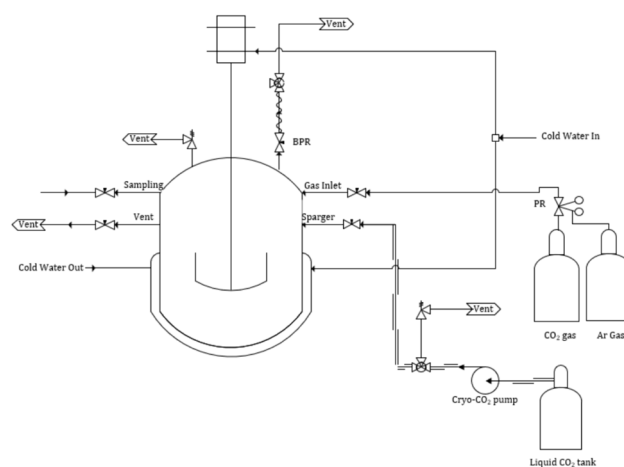 Vent
BPR
Cold Water In
Vent
Sampling
Gas Inlet
PR
Vent
Vent
Sparger
Cold Water Out
Vent
CO₂ gas
Ar Gas
Cryo-CO₂ pump
Liquid CO₂ tank